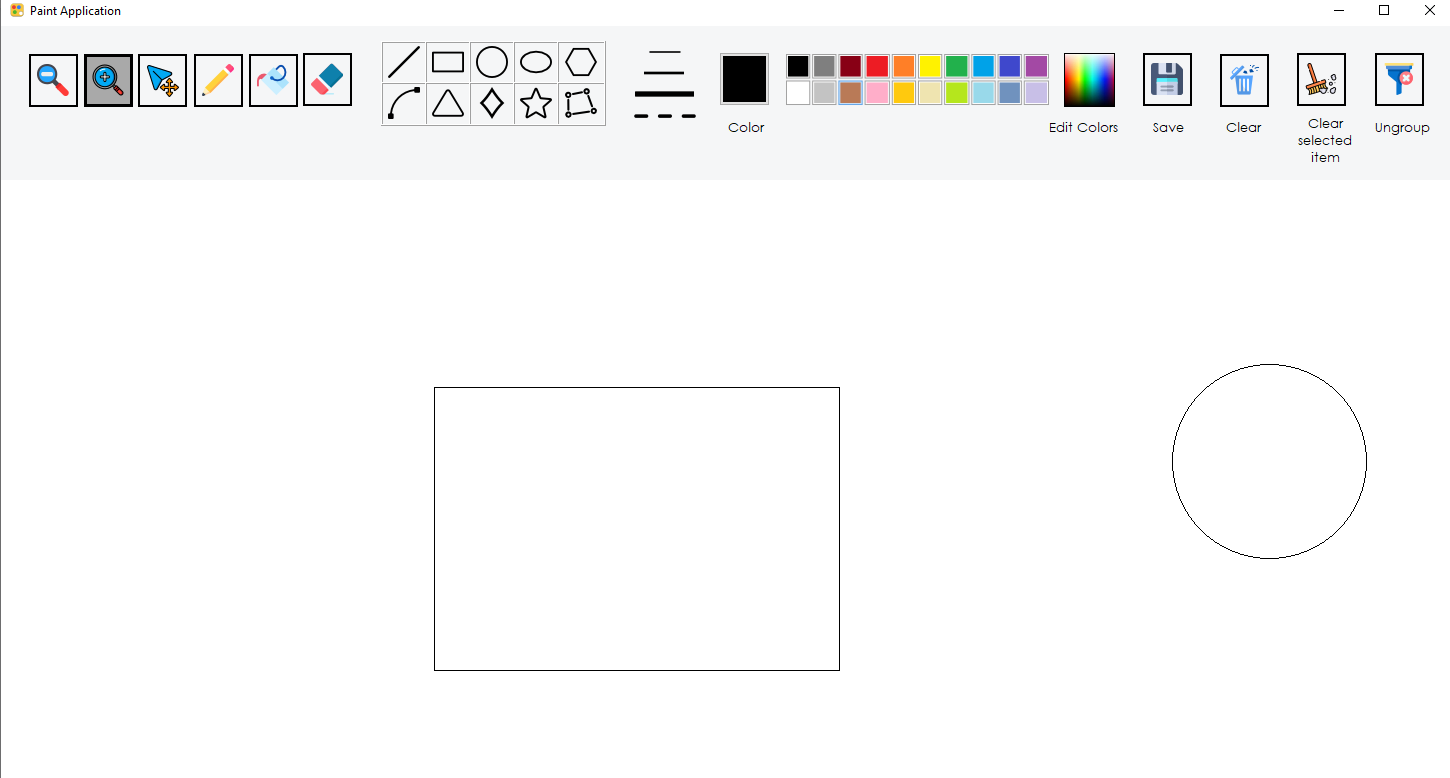 Paint Application
Color
Edit Colors
Save
Clear
Clear
selected
item
Ungroup